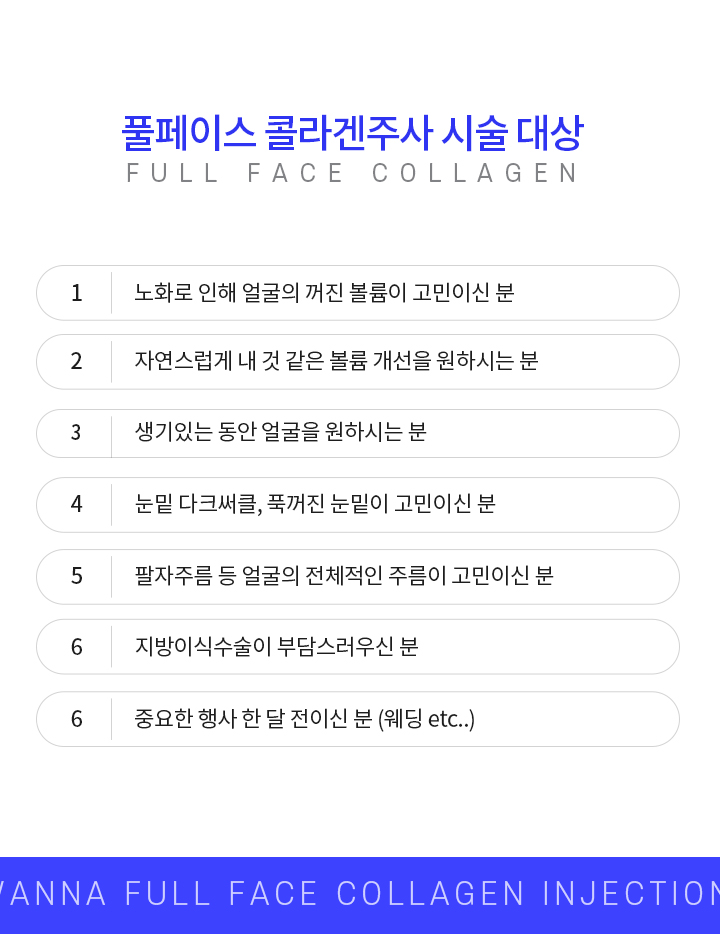 풀페이스 콜라겐주사 시술 대상
FULL FACE COLLAGEN
1 노화로 인해 얼굴의 꺼진 볼륨이 고민이신 분
2 자연스럽게 내 것 같은 볼륨 개선을 원하시는 분
3 생기있는 동안 얼굴을 원하시는 분
4 눈밑 다크써클, 푹꺼진 눈밑이 고민이신 분
5 팔자주름 등 얼굴의 전체적인 주름이 고민이신 분
6 지방이식수술이 부담스러우신 분
6 중요한 행사 한 달 전이신 분 (웨딩 etc..)
VANNA FULL FACE COLLAGEN INJECTION